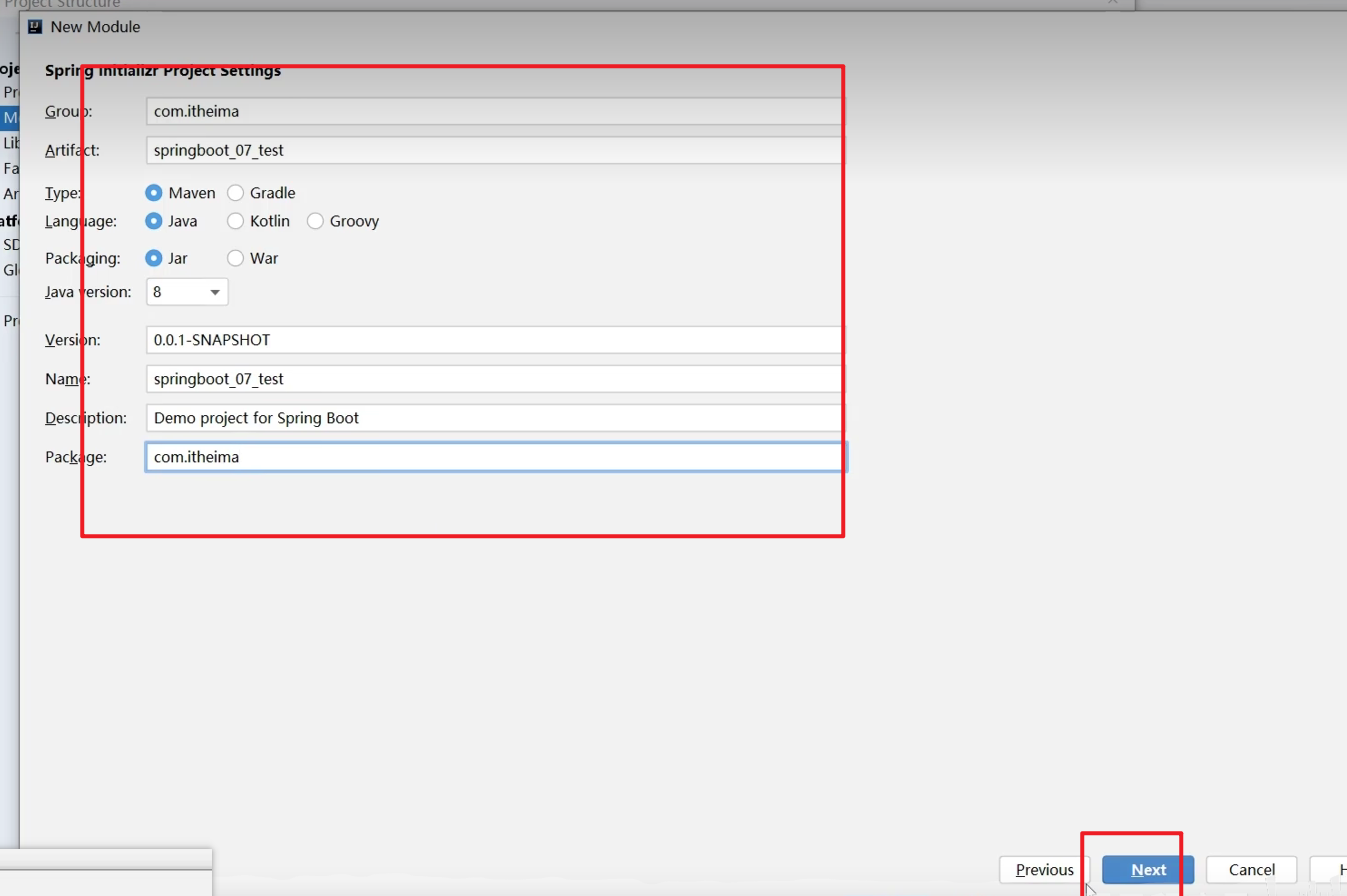 Project Structure
New Module
Spring Initializr Project Settings
Group: com.itheima
Artifact: springboot_07_test
Type: Maven Gradle
Language: Java Kotlin Groovy
Packaging: Jar War
Java version: 8
Version: 0.0.1-SNAPSHOT
Name: springboot_07_test
Description: Demo project for Spring Boot
Package: com.itheima
Previous Next Cancel